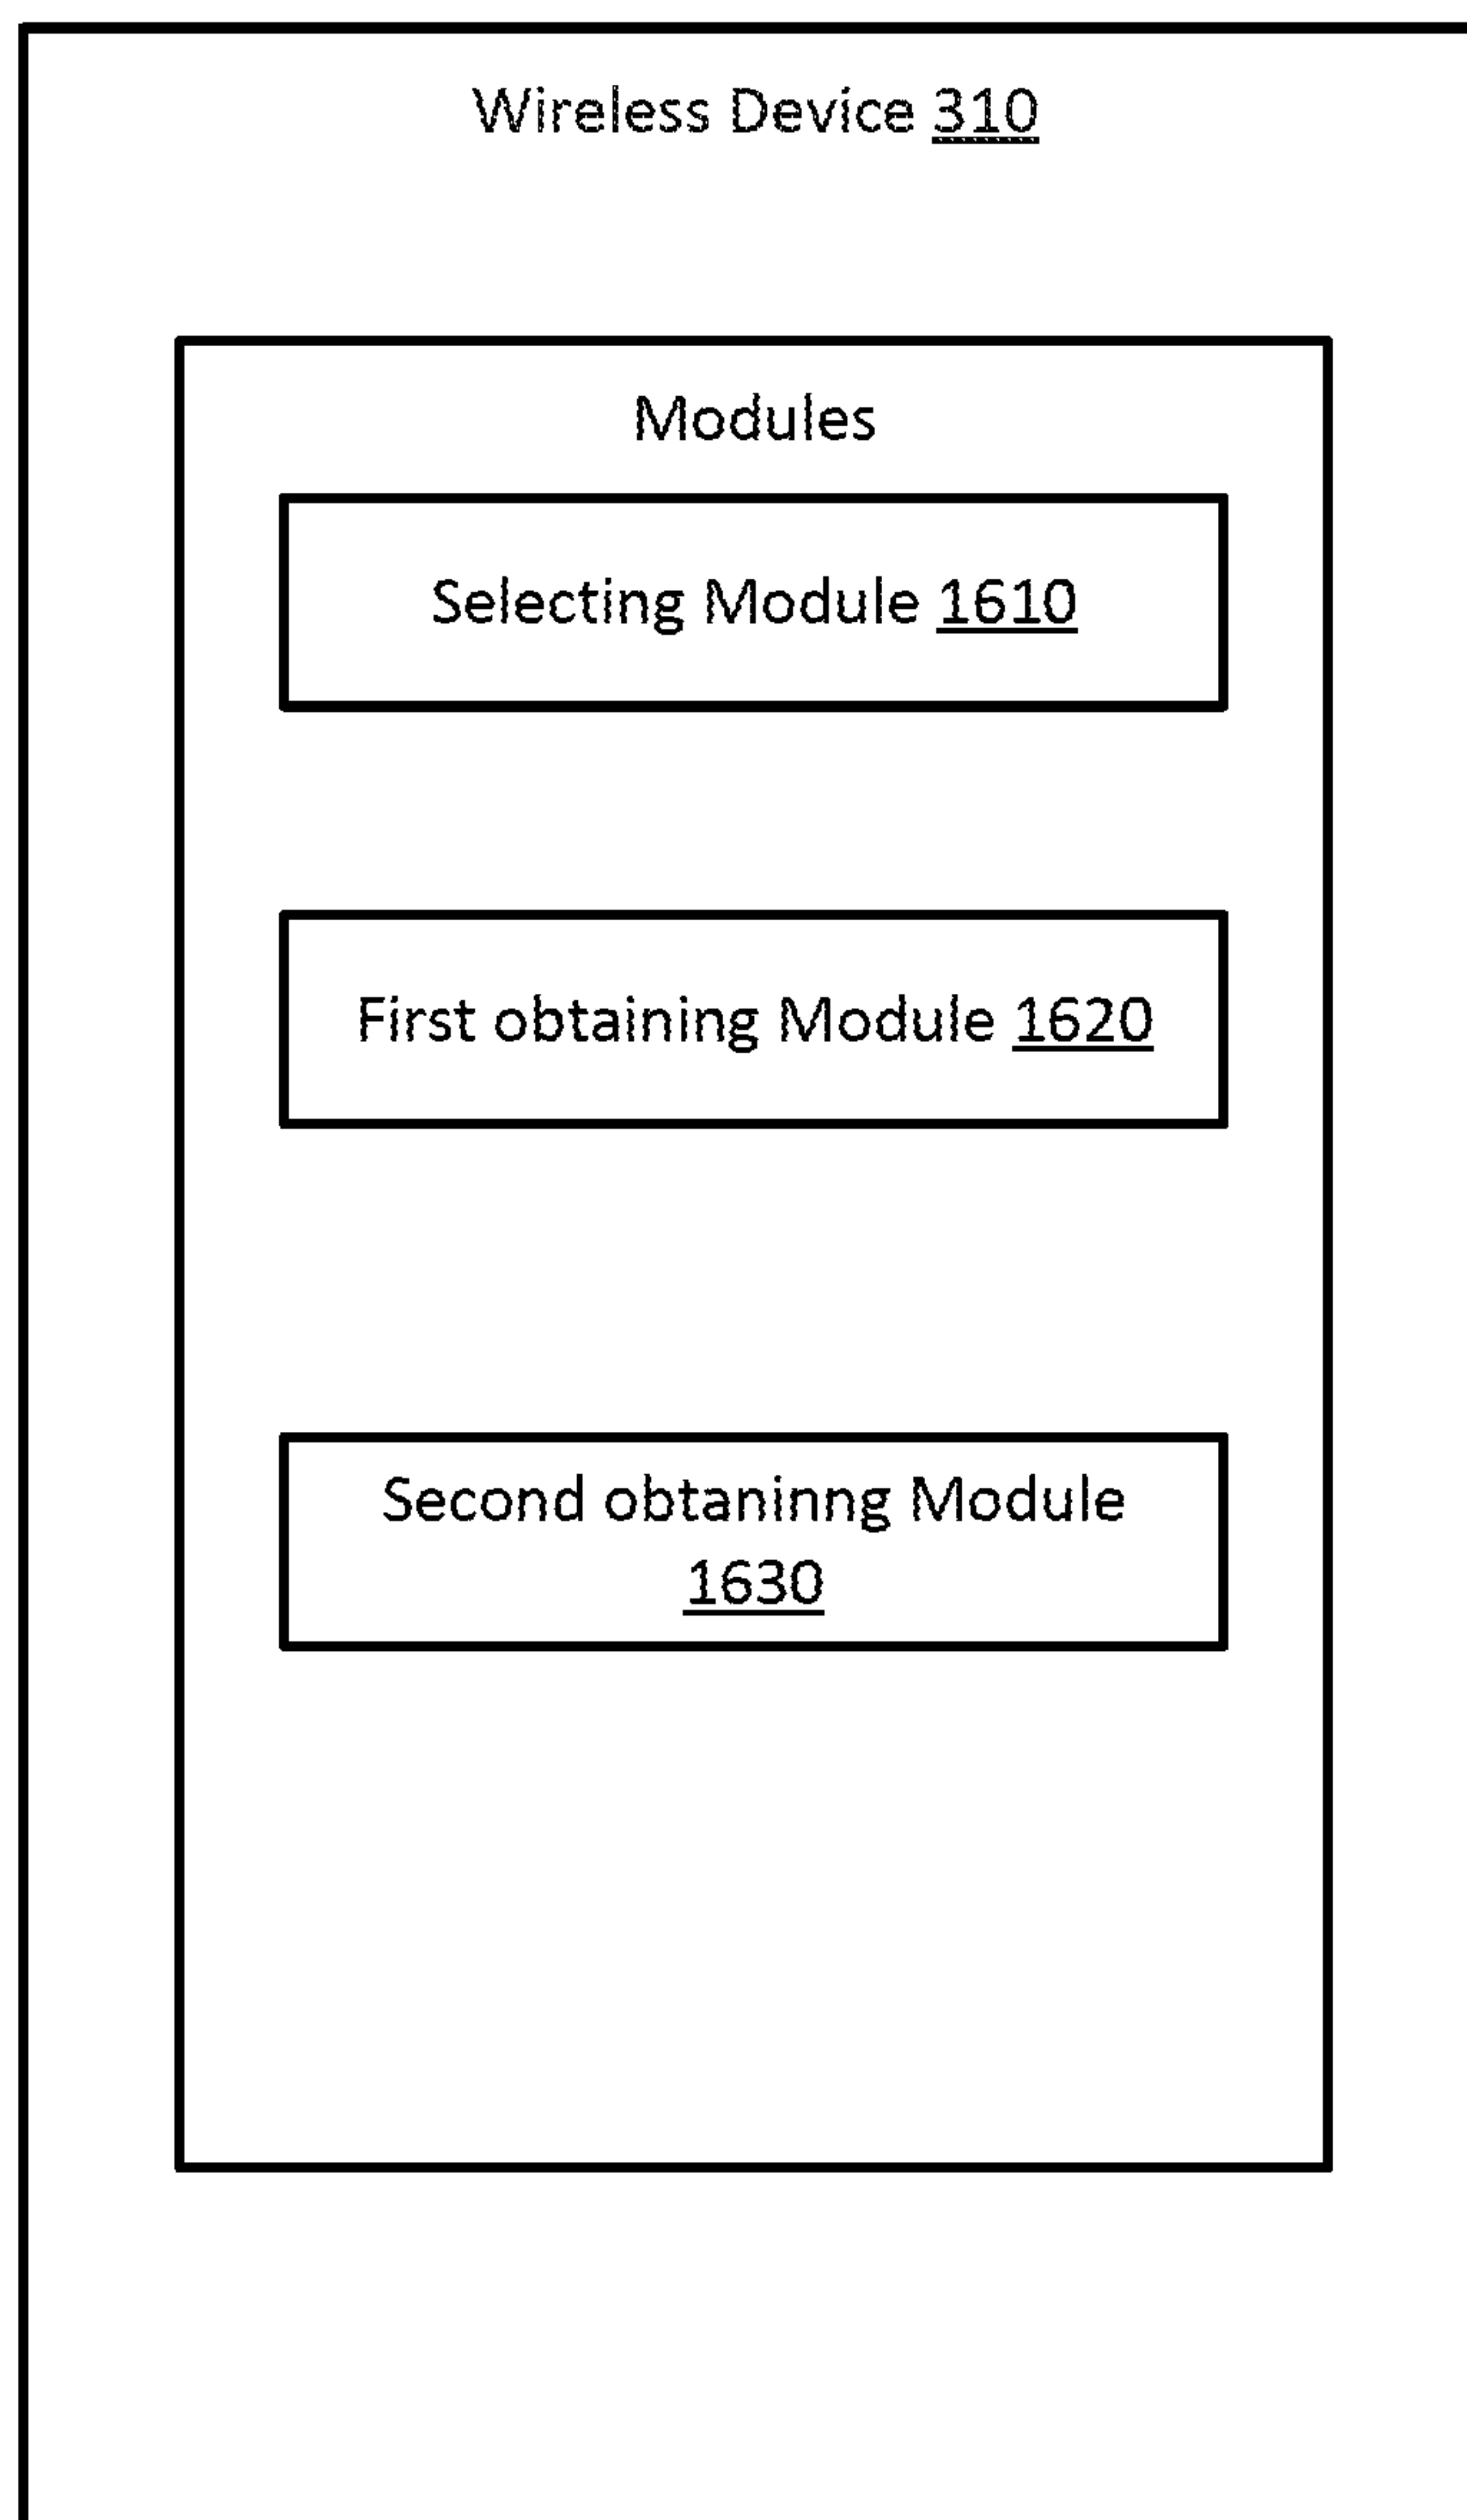 Wireless Device 310
Modules
Selecting Module 1610
First obtaining Module 1620
Second obtaninng Module
1630